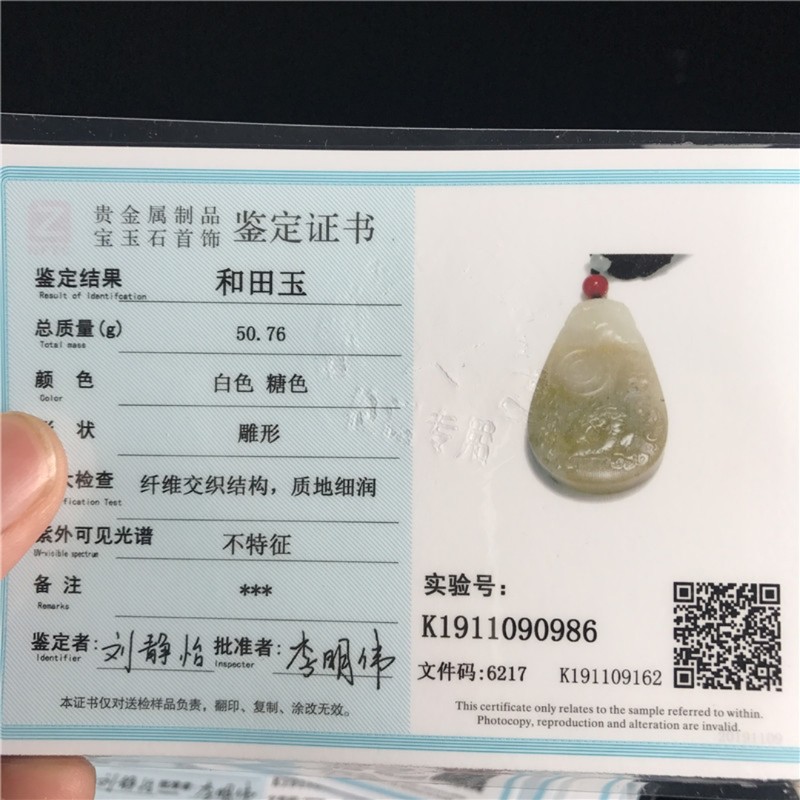 贵金属制品
宝玉石首饰 鉴定证书
鉴定结果 和田玉
Result of Identifcation
总质量(g) 50.76
Total mass
颜 色 白色 糖色
Color
状 雕形
大检查 纤维交织结构，质地细润
ification Test
紫外可见光谱 不特征
UV-visible spectrum
备 注 ***
Remarks
鉴定者: 刘静怡 批准者: 李明伟
Identifier Inspecter
本证书仅对送检样品负责，翻印、复制、涂改无效。
专用
实验号：
K1911090986
文件码:6217 K191109162
This certificate only relates to the sample referred to within.
Photocopy, reproduction and alteration are invalid.
20191109